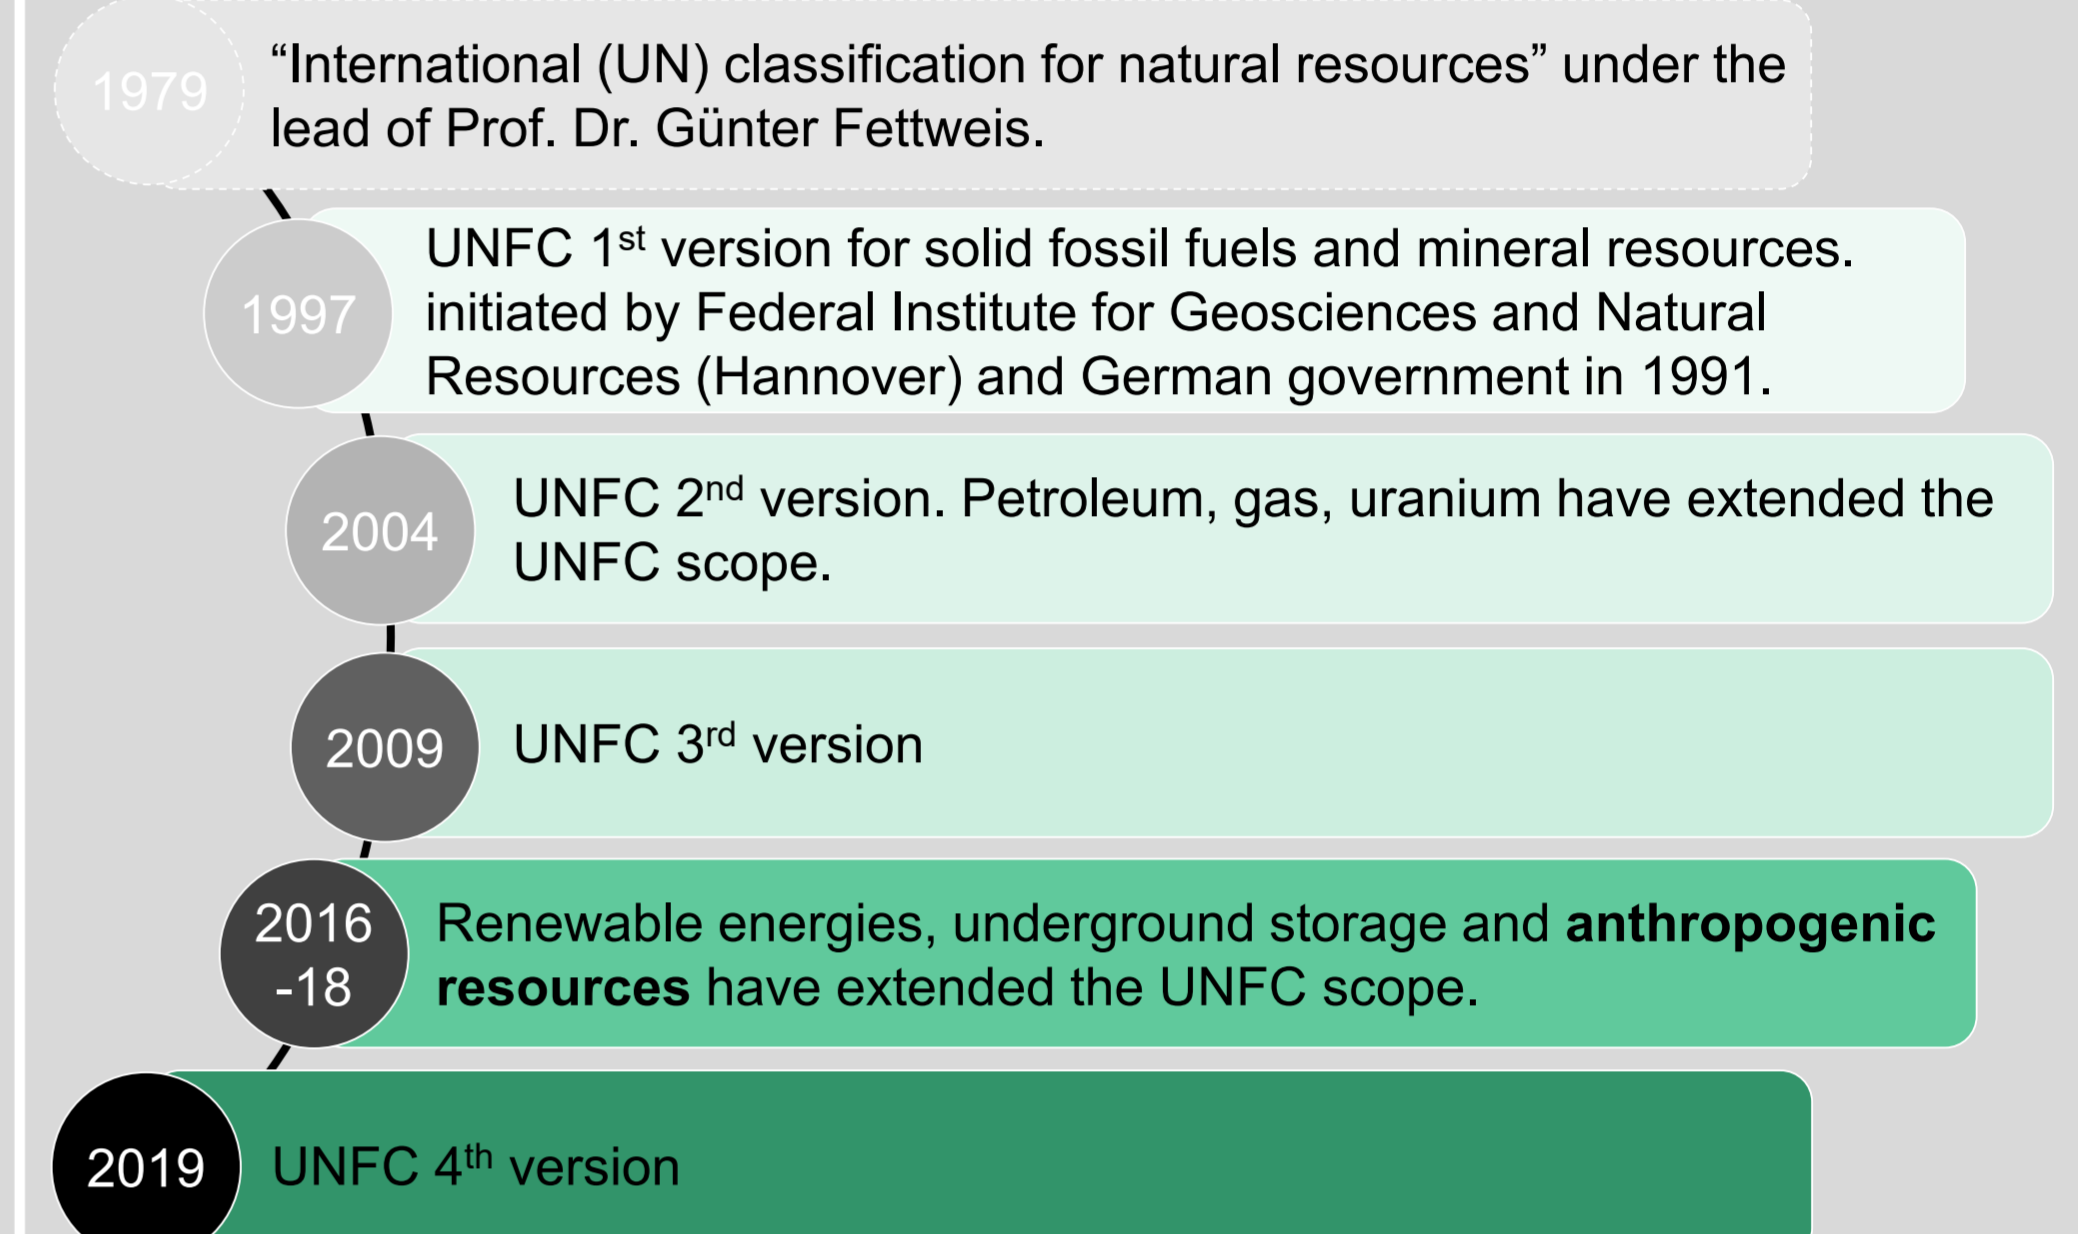 1979
“International (UN) classification for natural resources” under the
lead of Prof. Dr. Günter Fettweis.
1997
UNFC 1st version for solid fossil fuels and mineral resources.
initiated by Federal Institute for Geosciences and Natural
Resources (Hannover) and German government in 1991.
2004
UNFC 2nd version. Petroleum, gas, uranium have extended the
UNFC scope.
2009
UNFC 3rd version
2016
-18
Renewable energies, underground storage and anthropogenic
resources have extended the UNFC scope.
2019
UNFC 4th version